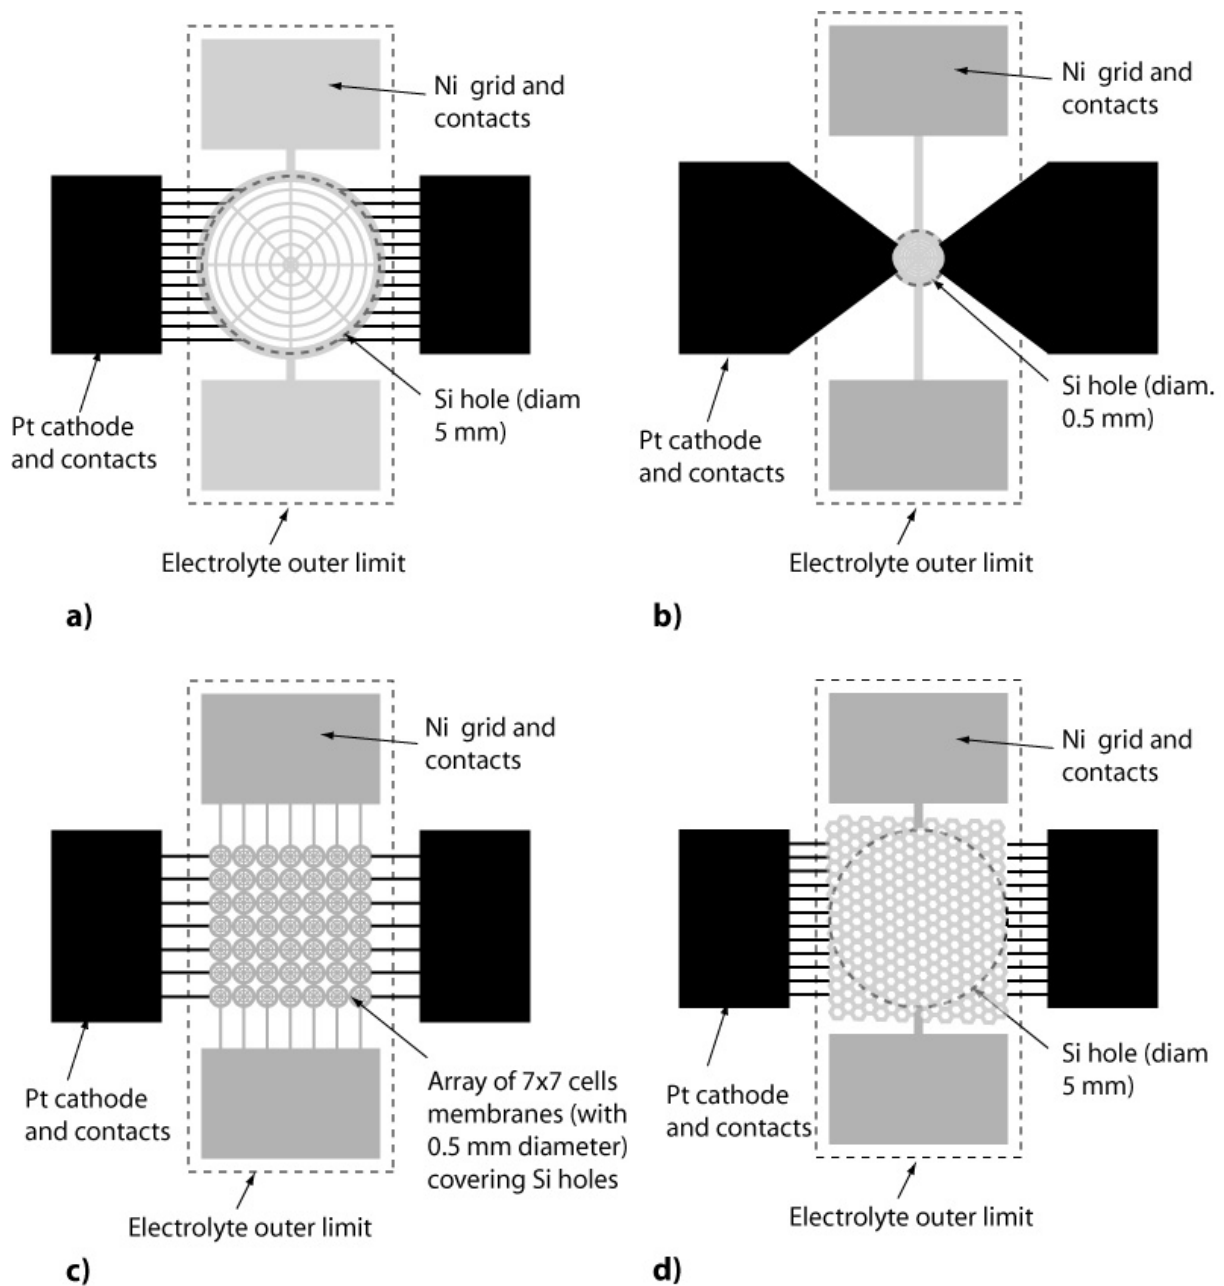 Ni grid and
contacts
Si hole (diam
5 mm)
Pt cathode
and contacts
Electrolyte outer limit
a)
Ni grid and
contacts
Si hole (diam.
0.5 mm)
Pt cathode
and contacts
Electrolyte outer limit
b)
Ni grid and
contacts
Pt cathode
and contacts
Array of 7x7 cells
membranes (with
0.5 mm diameter)
covering Si holes
Electrolyte outer limit
c)
Ni grid and
contacts
Si hole (diam
5 mm)
Pt cathode
and contacts
Electrolyte outer limit
d)